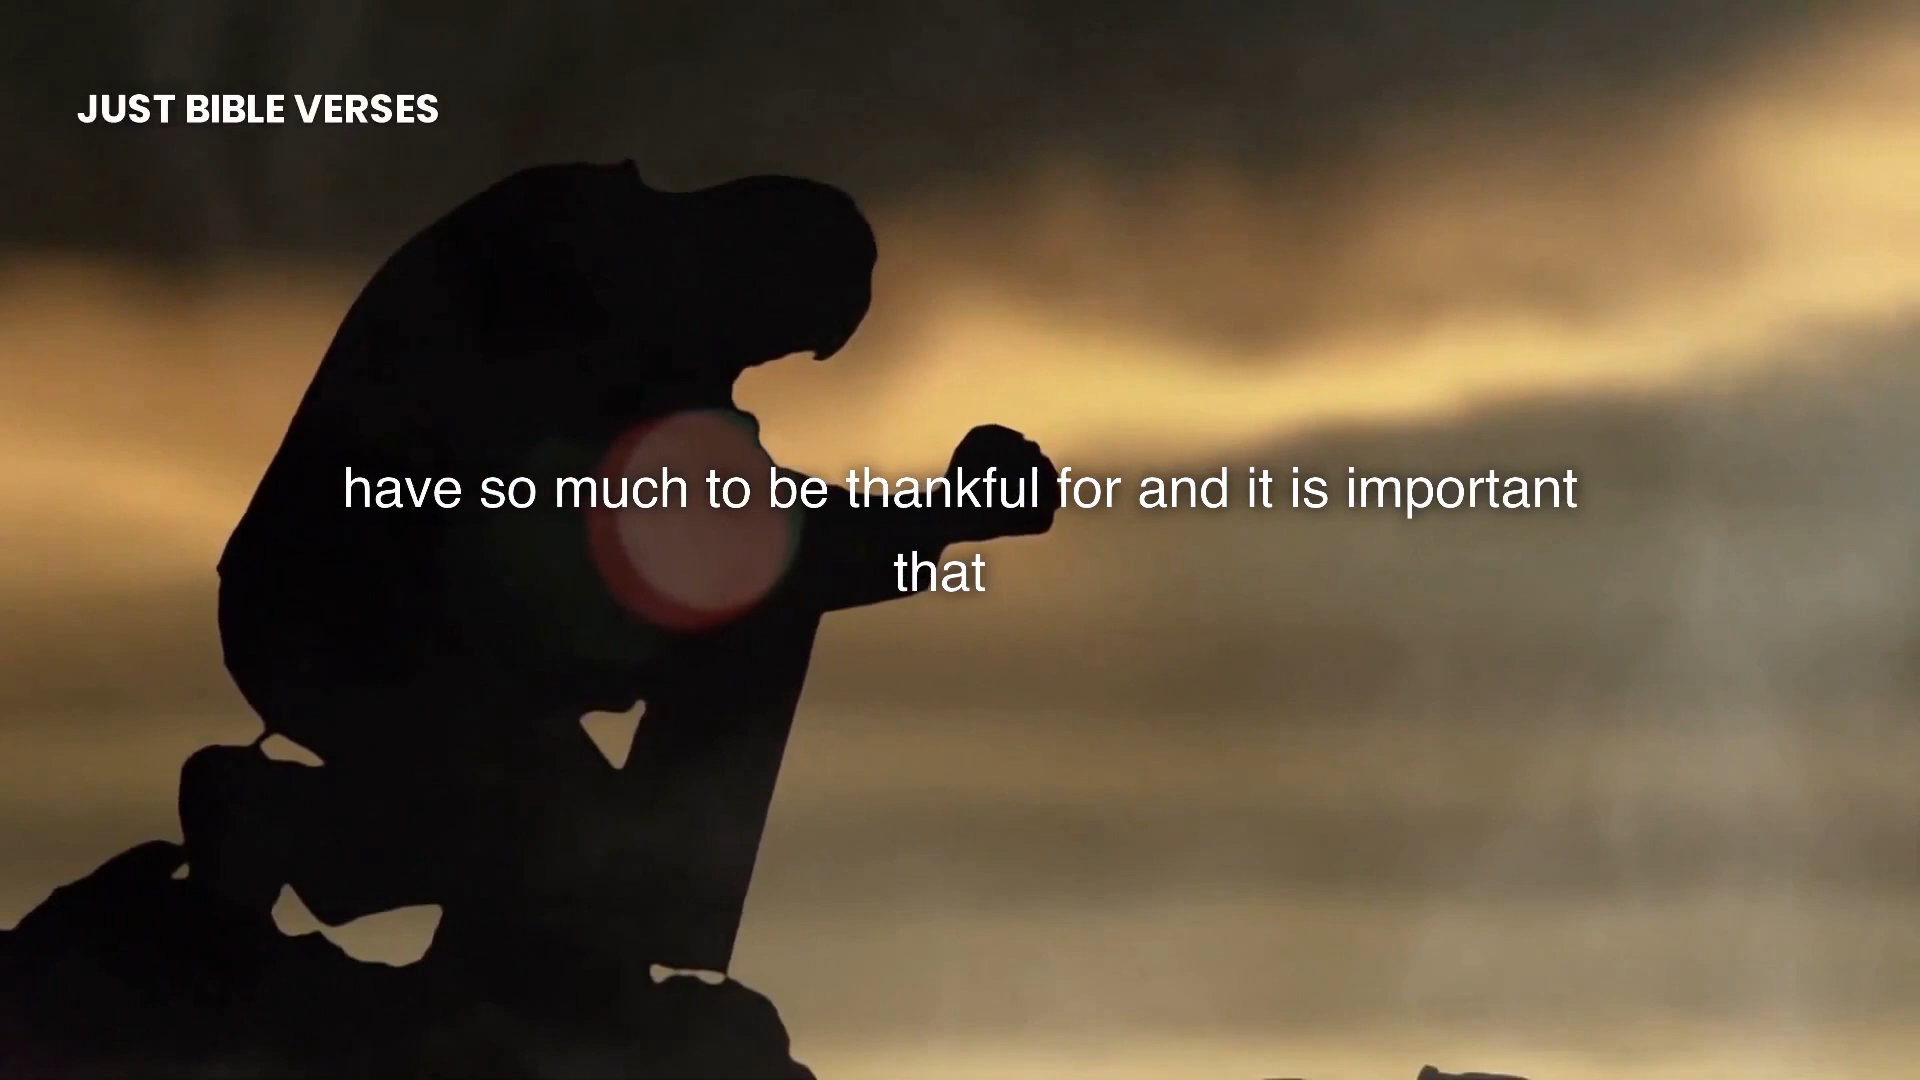 JUST BIBLE VERSES
have so much to be thankful for and it is important
that